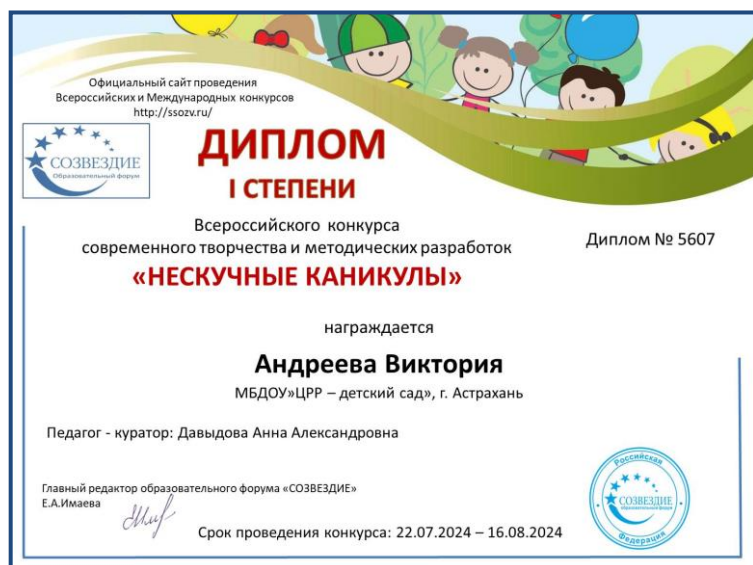 Официальный сайт проведения
Всероссийских и Международных конкурсов
http://ssozv.ru/
СОЗВЕЗДИЕ
Образовательный форум
ДИПЛОМ
I СТЕПЕНИ
Всероссийского конкурса
современного творчества и методических разработок
Диплом № 5607
«НЕСКУЧНЫЕ КАНИКУЛЫ»
награждается
Андреева Виктория
МБДОУ»ЦРР – детский сад», г. Астрахань
Педагог - куратор: Давыдова Анна Александровна
Главный редактор образовательного форума «СОЗВЕЗДИЕ»
Е.А.Имаева
Российская
СОЗВЕЗДИЕ
образовательный форум
Федерация
Срок проведения конкурса: 22.07.2024 – 16.08.2024